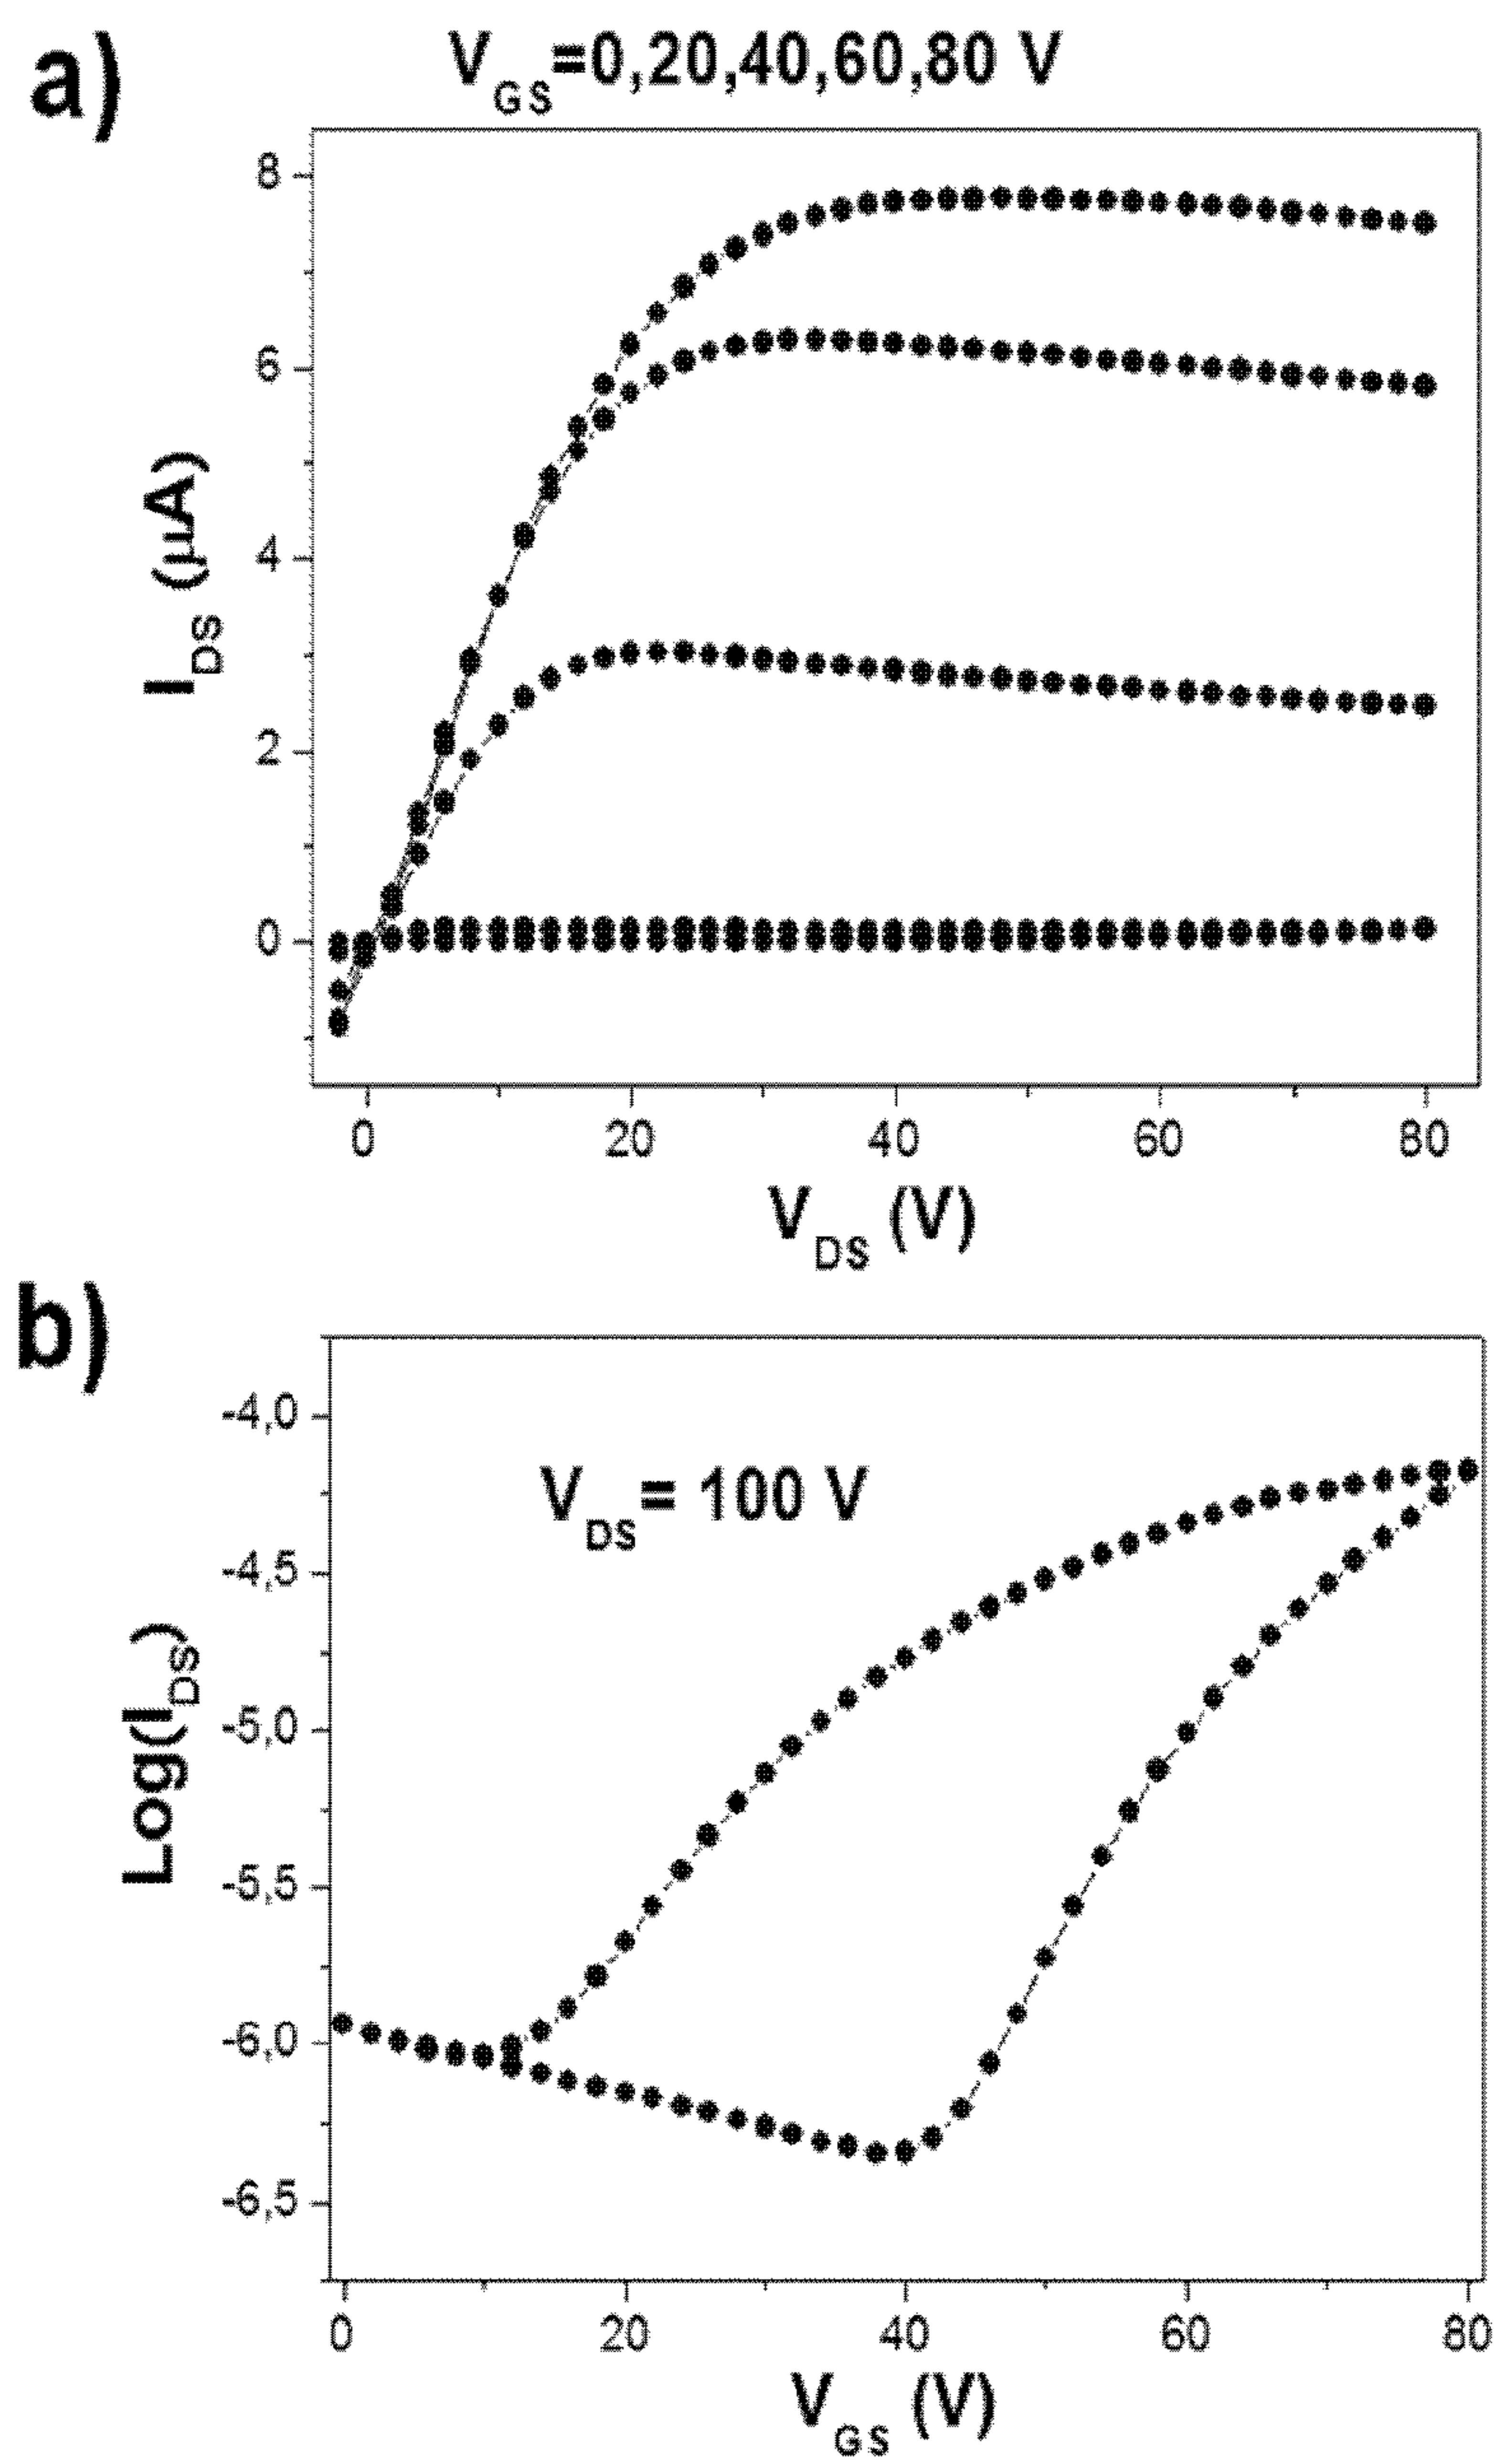 a)
V_GS=0,20,40,60,80 V
8
6
4
2
0
I_DS (μA)
0 20 40 60 80
V_DS (V)
b)
-4,0
-4,5
-5,0
-5,5
-6,0
-6,5
V_DS= 100 V
Log(I_DS)
0 20 40 60 80
V_GS (V)